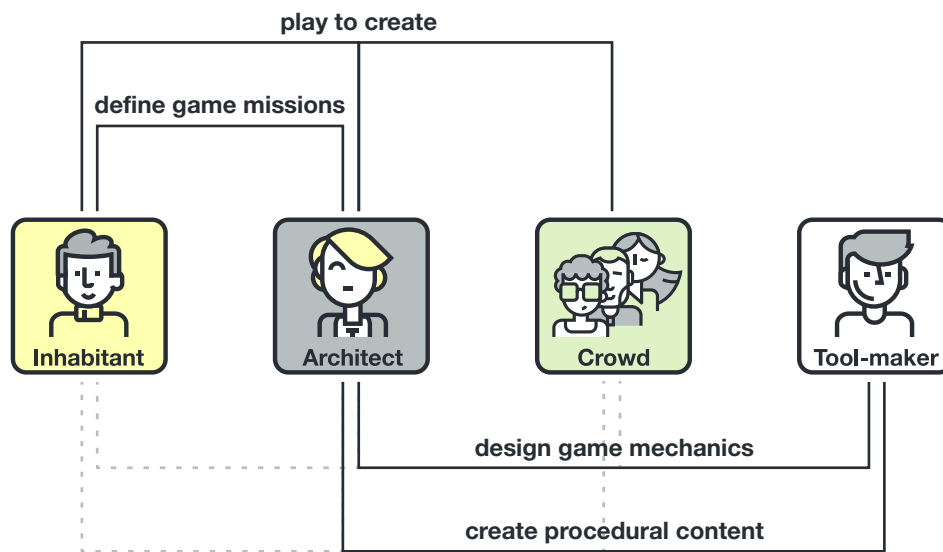 play to create
define game missions
Inhabitant
Architect
Crowd
Tool-maker
design game mechanics
create procedural content